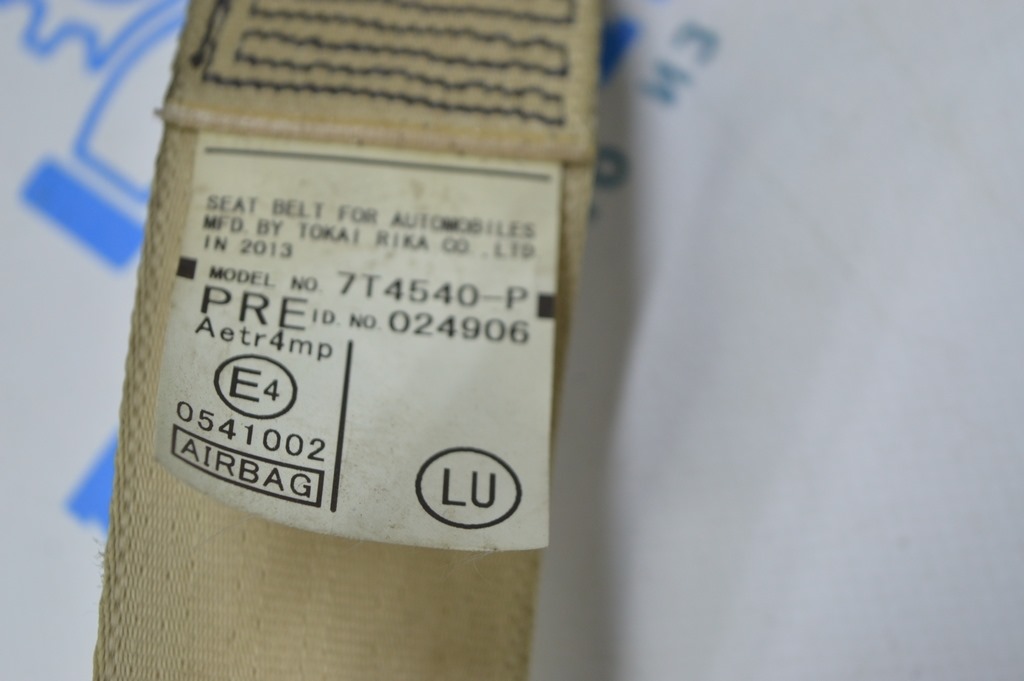 SEAT BELT FOR AUTOMOBILES
MFD. BY TOKAI RIKA CO., LTD.
IN 2013
MODEL NO. 7T4540-P
PRE ID. NO. 024906
Aetr4mp
E4
0541002
AIRBAG
LU